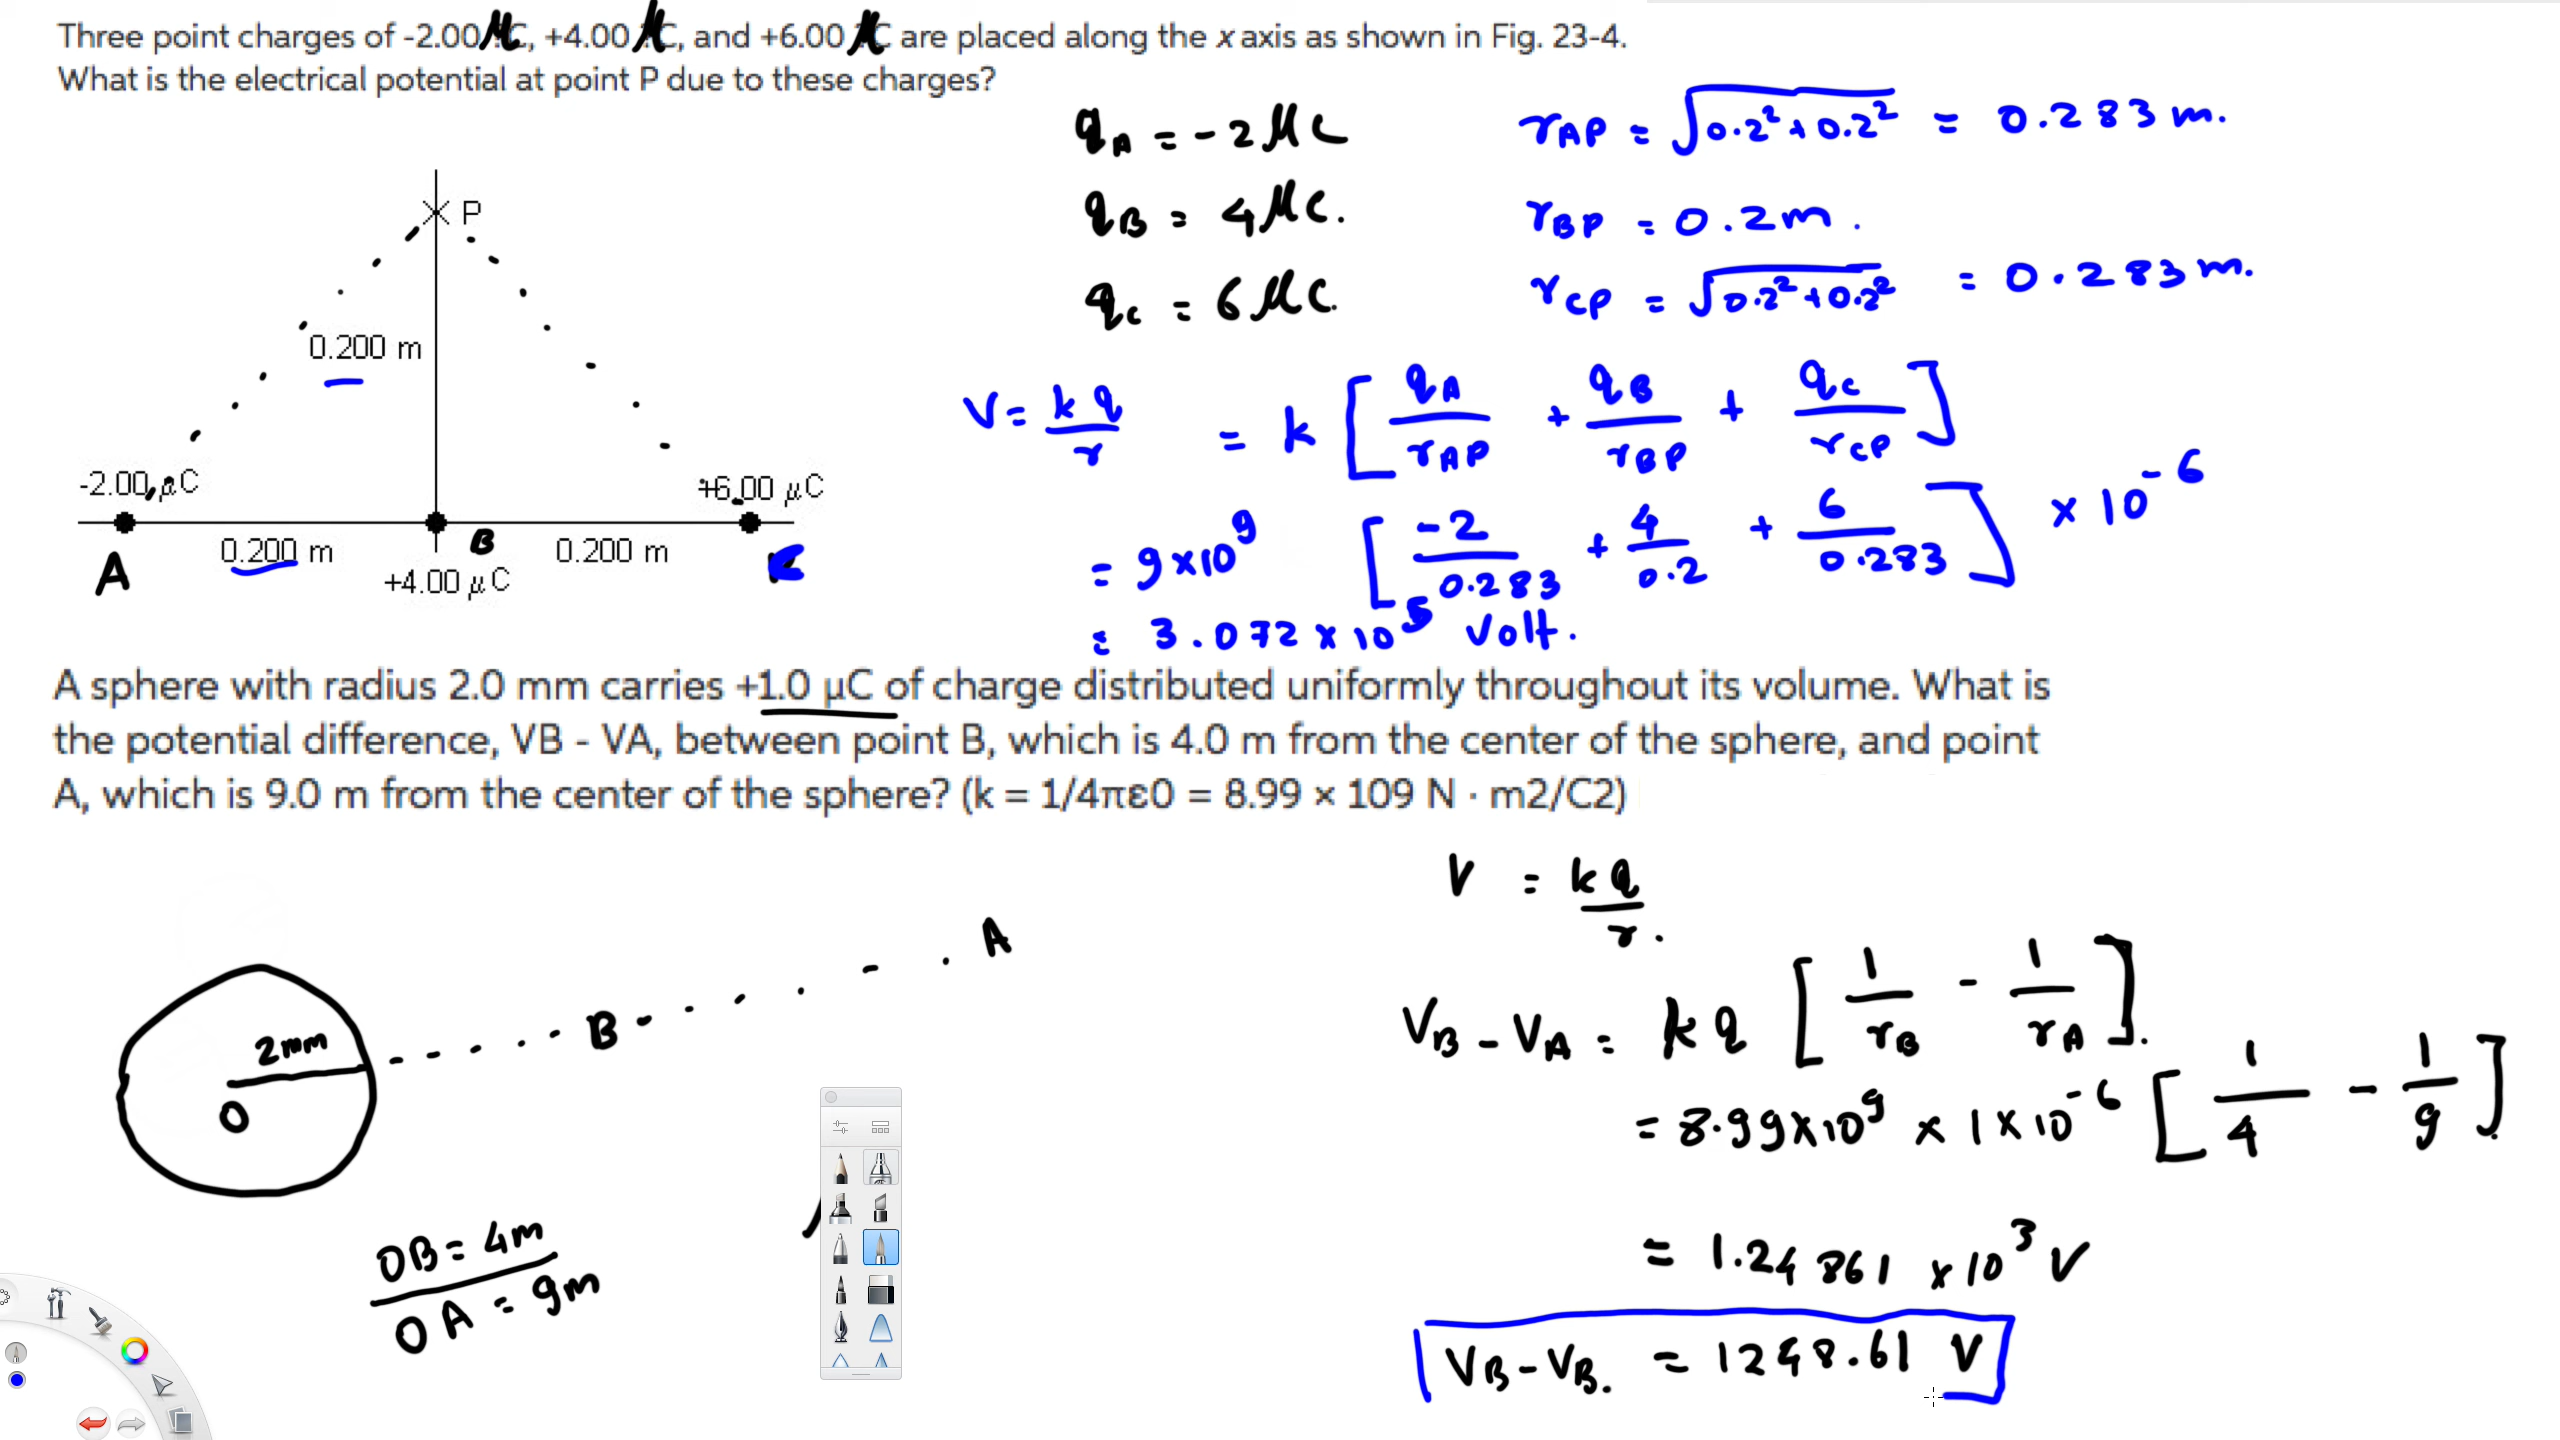 Three point charges of -2.00 μC, +4.00 μC, and +6.00 μC are placed along the x axis as shown in Fig. 23-4.
What is the electrical potential at point P due to these charges?
qA = -2 μC
qB = 4 μC.
qC = 6 μC.
rAP = √0.2² + 0.2² = 0.283 m.
rBP = 0.2 m.
rCP = √0.2² + 0.2² = 0.283 m.
P
0.200 m
-2.00 μC
+6.00 μC
A
0.200 m
B
0.200 m
C
+4.00 μC
V = kq/r = k [qA/rAP + qB/rBP + qC/rCP]
= 9×10⁹ [-2/0.283 + 4/0.2 + 6/0.283] × 10⁻⁶
= 3.072 × 10⁵ Volt.
A sphere with radius 2.0 mm carries +1.0 μC of charge distributed uniformly throughout its volume. What is
the potential difference, VB - VA, between point B, which is 4.0 m from the center of the sphere, and point
A, which is 9.0 m from the center of the sphere? (k = 1/4πε0 = 8.99 × 109 N · m2/C2)
2mm
O
B
A
OB = 4m
OA = 9m
V = kq/r.
VB - VA = kq [1/rB - 1/rA].
= 8.99×10⁹ × 1×10⁻⁶ [1/4 - 1/9]
= 1.24861 × 10³ V
VB - VB. = 1248.61 V